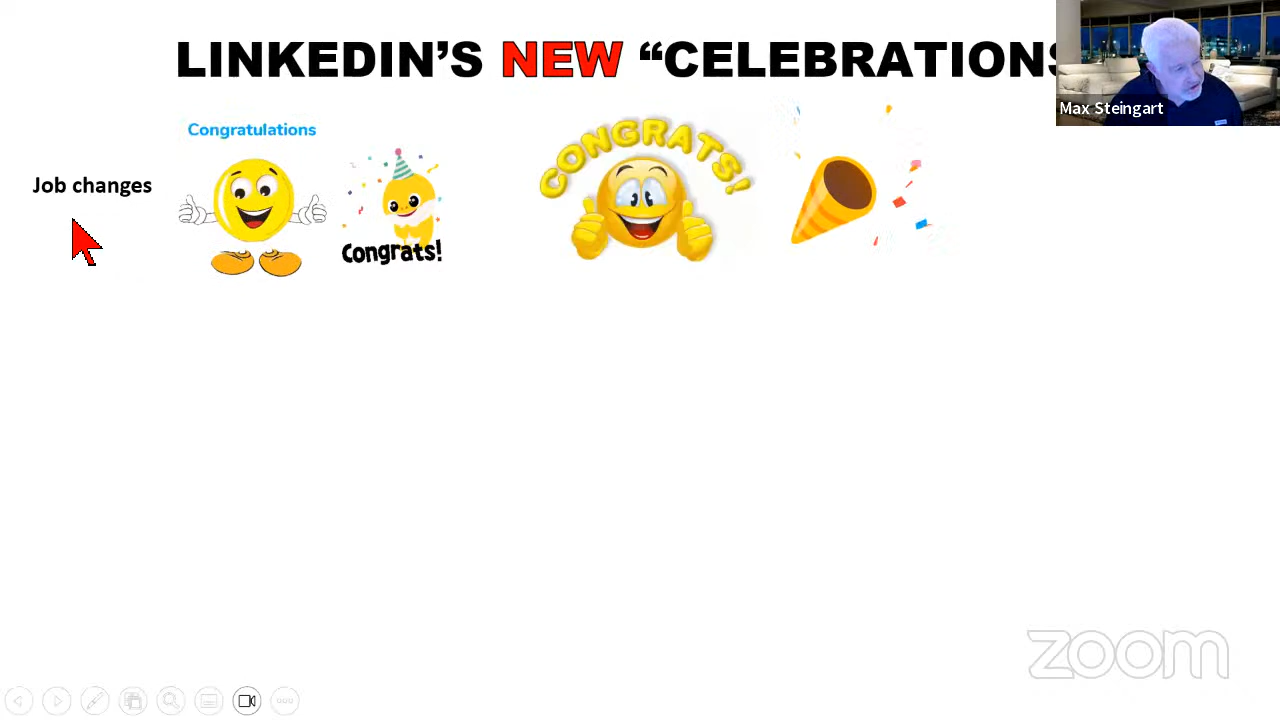 LINKEDIN'S NEW “CELEBRATIONS
Max Steingart
Congratulations
CONGRATS!
Job changes
Congrats!
zoom